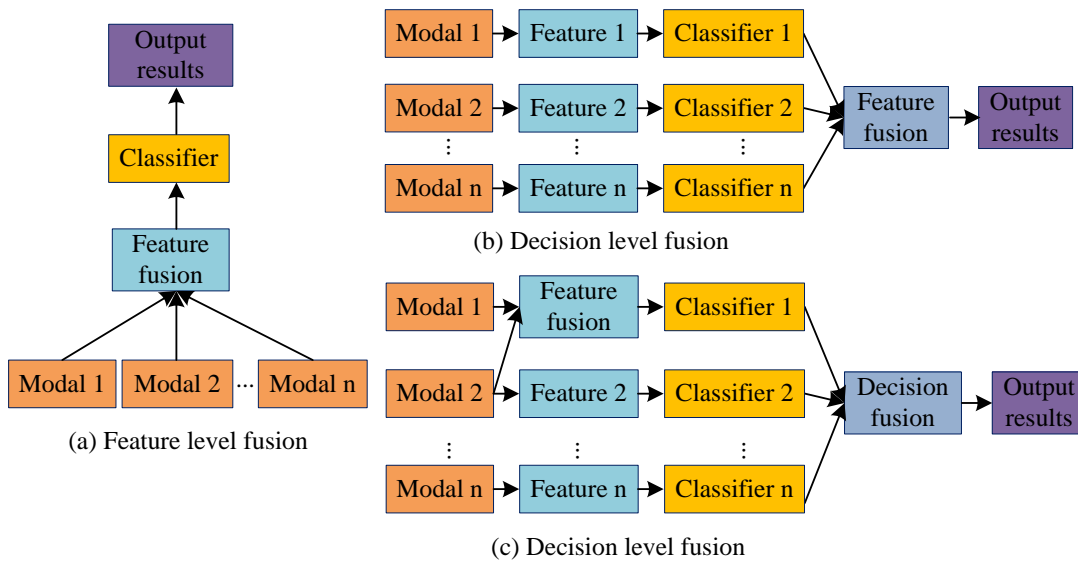 Output
results
Classifier
Feature
fusion
Modal 1
Modal 2
...
Modal n
(a) Feature level fusion
Modal 1
Feature 1
Classifier 1
Modal 2
Feature 2
Classifier 2
...
...
...
Modal n
Feature n
Classifier n
Feature
fusion
Output
results
(b) Decision level fusion
Modal 1
Feature
fusion
Classifier 1
Modal 2
Feature 2
Classifier 2
...
...
...
Modal n
Feature n
Classifier n
Decision
fusion
Output
results
(c) Decision level fusion